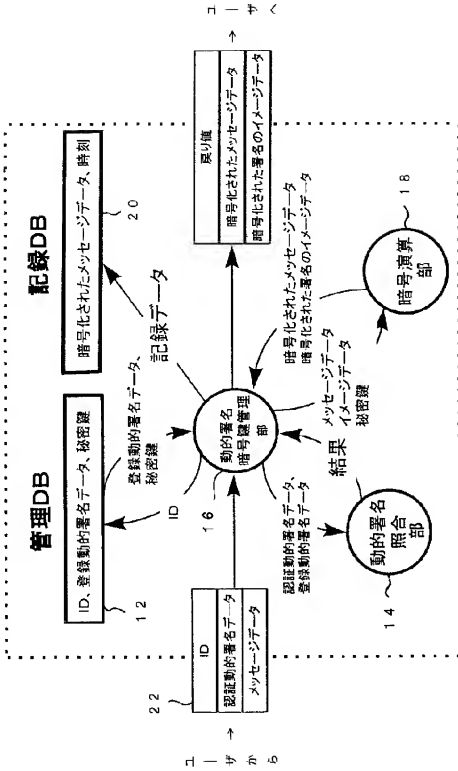 管理DB
記録DB
ID、登録動的署名データ、秘密鍵
12
暗号化されたメッセージデータ、時刻
20
ID
登録動的署名データ、
秘密鍵
記録データ
22
ID
認証動的署名データ
メッセージデータ
ユーザから
→
16
動的署名
暗号鍵管理
部
戻り値
暗号化されたメッセージデータ
暗号化された署名のイメージデータ
→
ユーザへ
認証動的署名データ、
登録動的署名データ
結果
メッセージデータ
イメージデータ
秘密鍵
暗号化されたメッセージデータ
暗号化された署名のイメージデータ
14
動的署名
照合
部
18
暗号演算
部